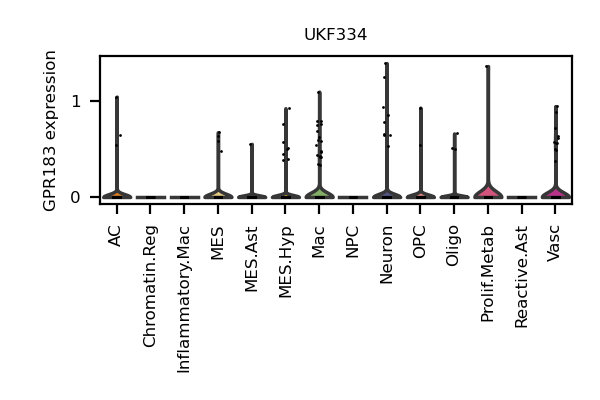 UKF334
GPR183 expression
1
0
AC
Chromatin.Reg
Inflammatory.Mac
MES
MES.Ast
MES.Hyp
Mac
NPC
Neuron
OPC
Oligo
Prolif.Metab
Reactive.Ast
Vasc